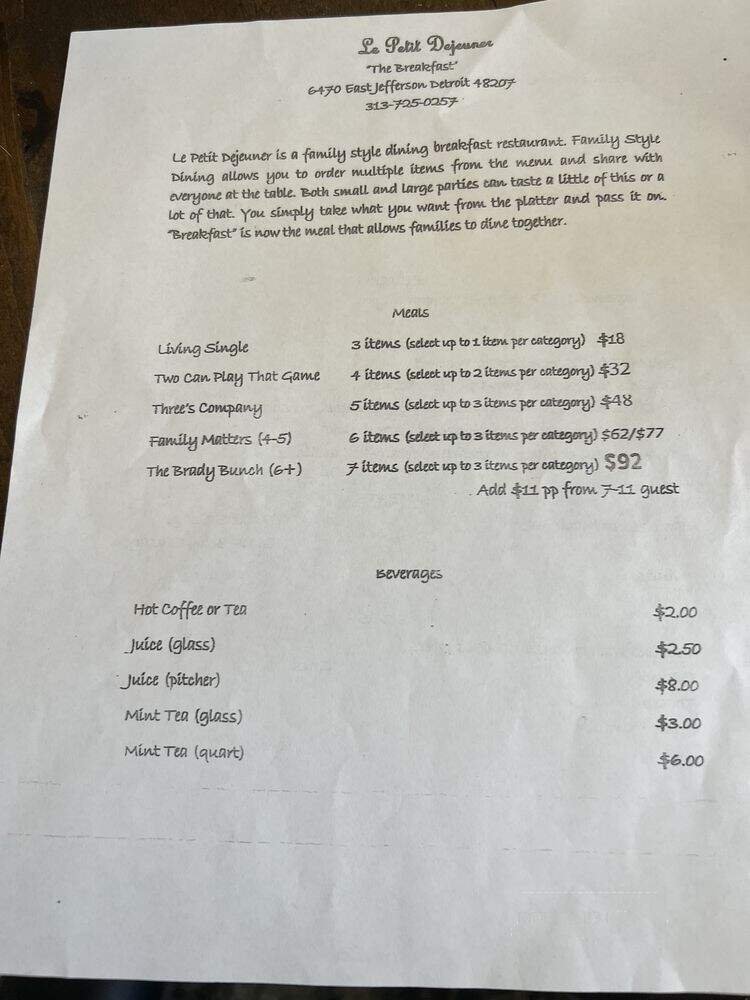 Le Petit Dejeuner
"The Breakfast"
6470 East Jefferson Detroit 48207
313-725-0257
Le Petit Dejeuner is a family style dining breakfast restaurant. Family Style
Dining allows you to order multiple items from the menu and share with
everyone at the table. Both small and large parties can taste a little of this or a
lot of that. You simply take what you want from the platter and pass it on.
"Breakfast" is now the meal that allows families to dine together.
Meals
Living Single 3 items (select up to 1 item per category) $18
Two Can Play That Game 4 items (select up to 2 items per category) $32
Three's Company 5 items (select up to 3 items per category) $48
Family Matters (4-5) 6 items (select up to 3 items per category) $62/$77
The Brady Bunch (6+) 7 items (select up to 3 items per category) $92
Add $11 pp from 7-11 guest
Beverages
Hot Coffee or Tea $2.00
Juice (glass) $2.50
Juice (pitcher) $8.00
Mint Tea (glass) $3.00
Mint Tea (quart) $6.00